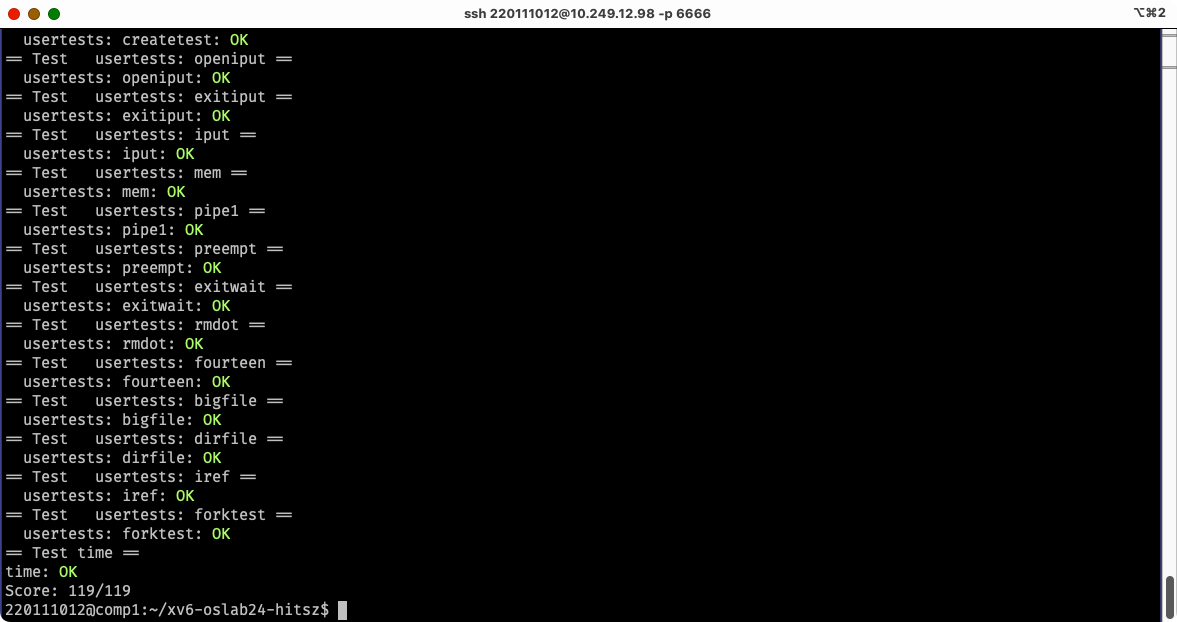 ssh 220111012@10.249.12.98 -p 6666 ⌥⌘2
usertests: createtest: OK
== Test   usertests: openiput ==
usertests: openiput: OK
== Test   usertests: exitiput ==
usertests: exitiput: OK
== Test   usertests: iput ==
usertests: iput: OK
== Test   usertests: mem ==
usertests: mem: OK
== Test   usertests: pipe1 ==
usertests: pipe1: OK
== Test   usertests: preempt ==
usertests: preempt: OK
== Test   usertests: exitwait ==
usertests: exitwait: OK
== Test   usertests: rmdot ==
usertests: rmdot: OK
== Test   usertests: fourteen ==
usertests: fourteen: OK
== Test   usertests: bigfile ==
usertests: bigfile: OK
== Test   usertests: dirfile ==
usertests: dirfile: OK
== Test   usertests: iref ==
usertests: iref: OK
== Test   usertests: forktest ==
usertests: forktest: OK
== Test time ==
time: OK
Score: 119/119
220111012@comp1:~/xv6-oslab24-hitsz$